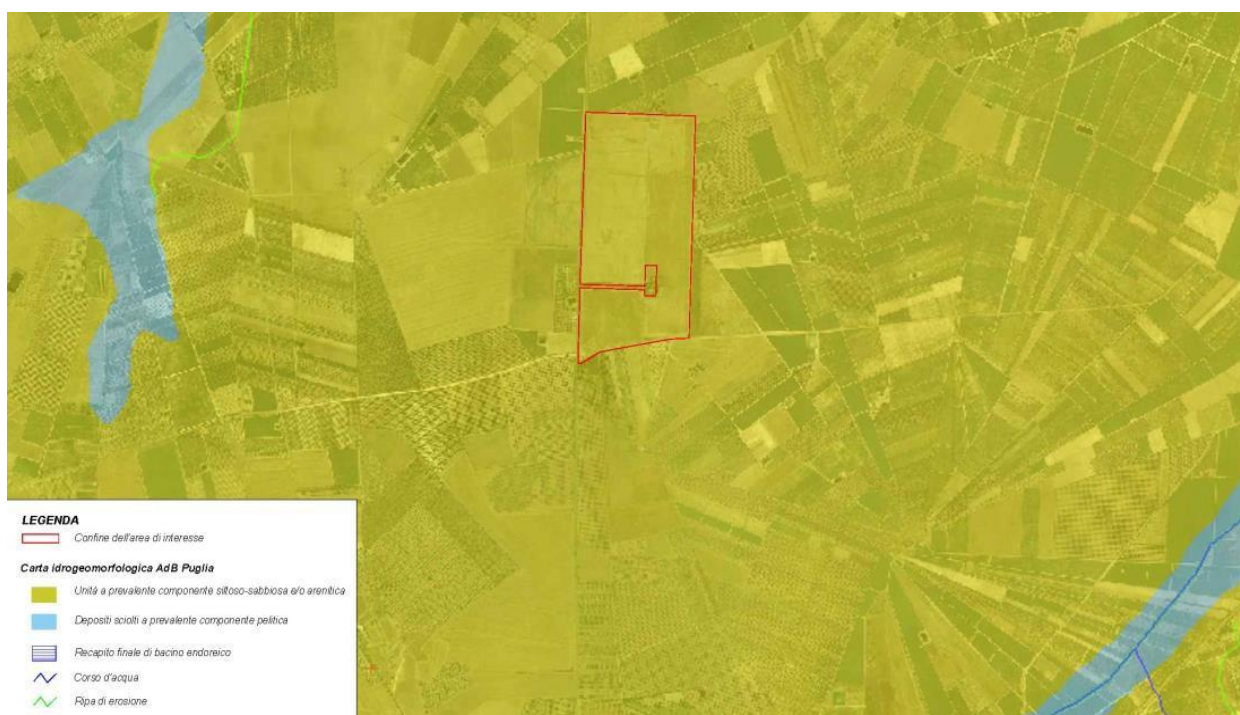 LEGENDA
Confine dell'area di interesse
Carta idrogeomorfologica AdB Puglia
Unità a prevalente componente siltoso-sabbiosa e/o arenitica
Depositi sciolti a prevalente componente pelitica
Recapito finale di bacino endoreico
Corso d'acqua
Ripa di erosione